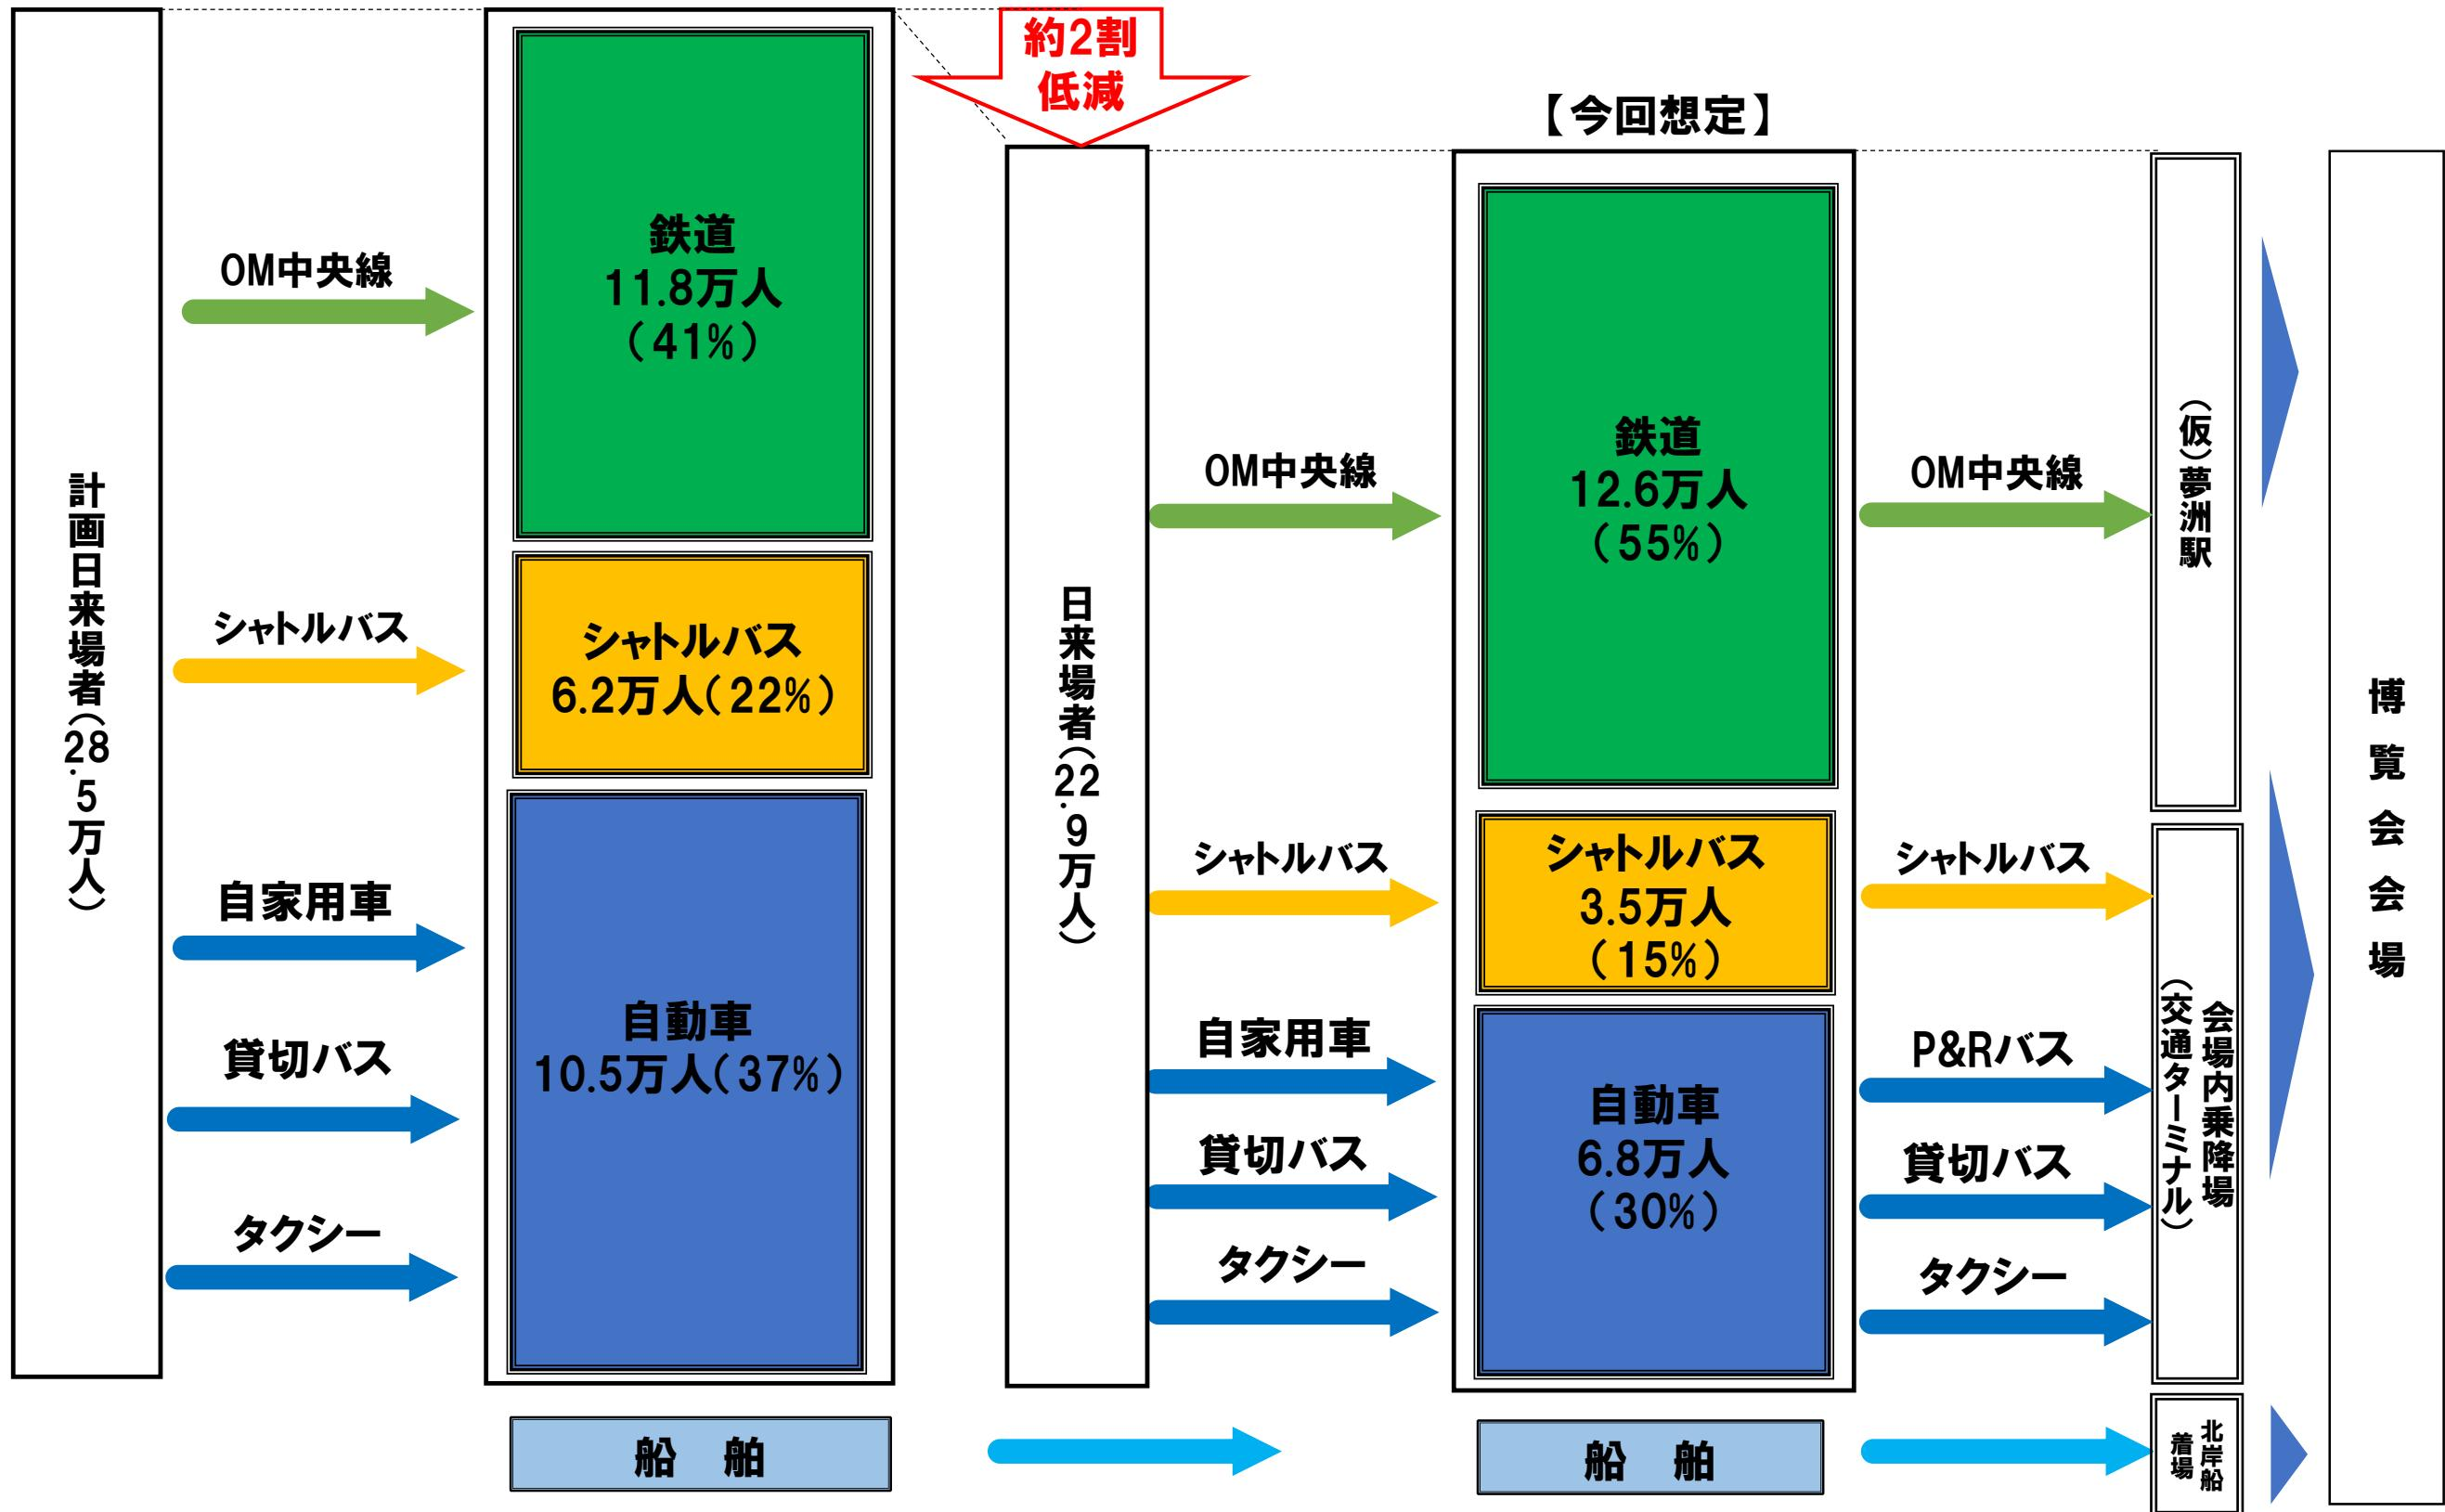 計画日来場者（28.5万人）
OM中央線
シャトルバス
自家用車
貸切バス
タクシー
鉄道
11.8万人
（41%）
シャトルバス
6.2万人（22%）
自動車
10.5万人（37%）
船　舶
約2割
低減
日来場者（22.9万人）
OM中央線
シャトルバス
自家用車
貸切バス
タクシー
【今回想定】
鉄道
12.6万人
（55%）
シャトルバス
3.5万人
（15%）
自動車
6.8万人
（30%）
船　舶
OM中央線
シャトルバス
P&Rバス
貸切バス
タクシー
（仮）夢洲駅
会場内乗降場
（交通ターミナル）
北岸船
着場
博覧会会場